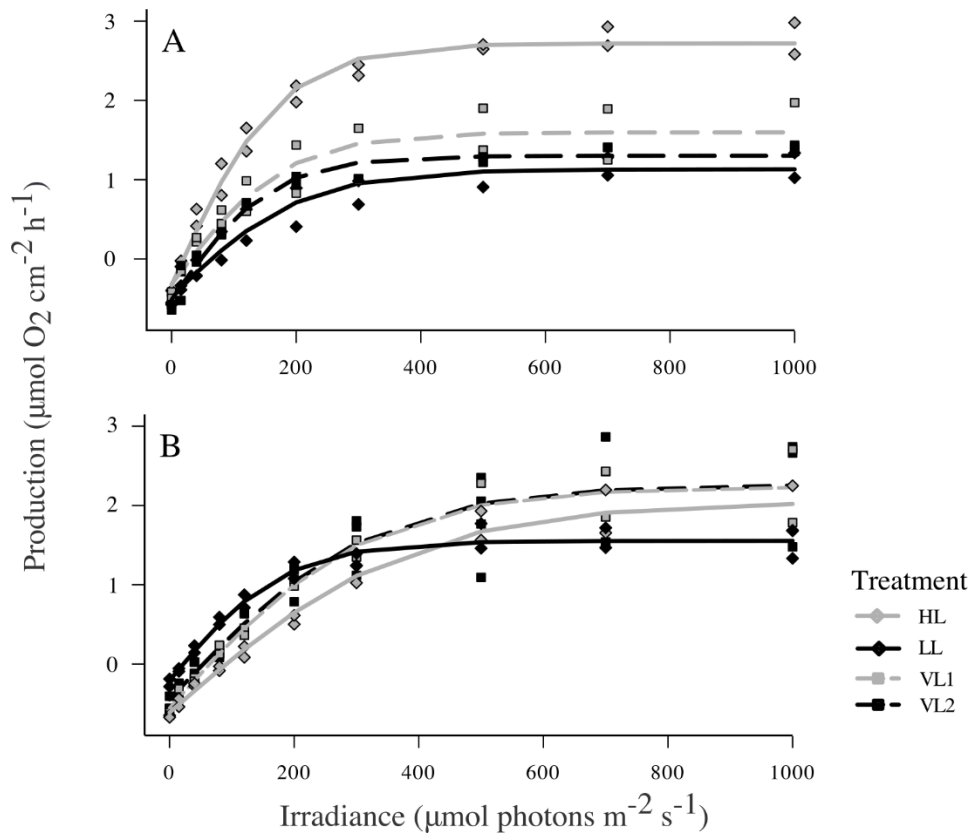 A
3
2
1
0
0
200
400
600
800
1000
Production (μmol O2 cm-2 h-1)
B
3
2
1
0
0
200
400
600
800
1000
Irradiance (μmol photons m-2 s-1)
Treatment
HL
LL
VL1
VL2